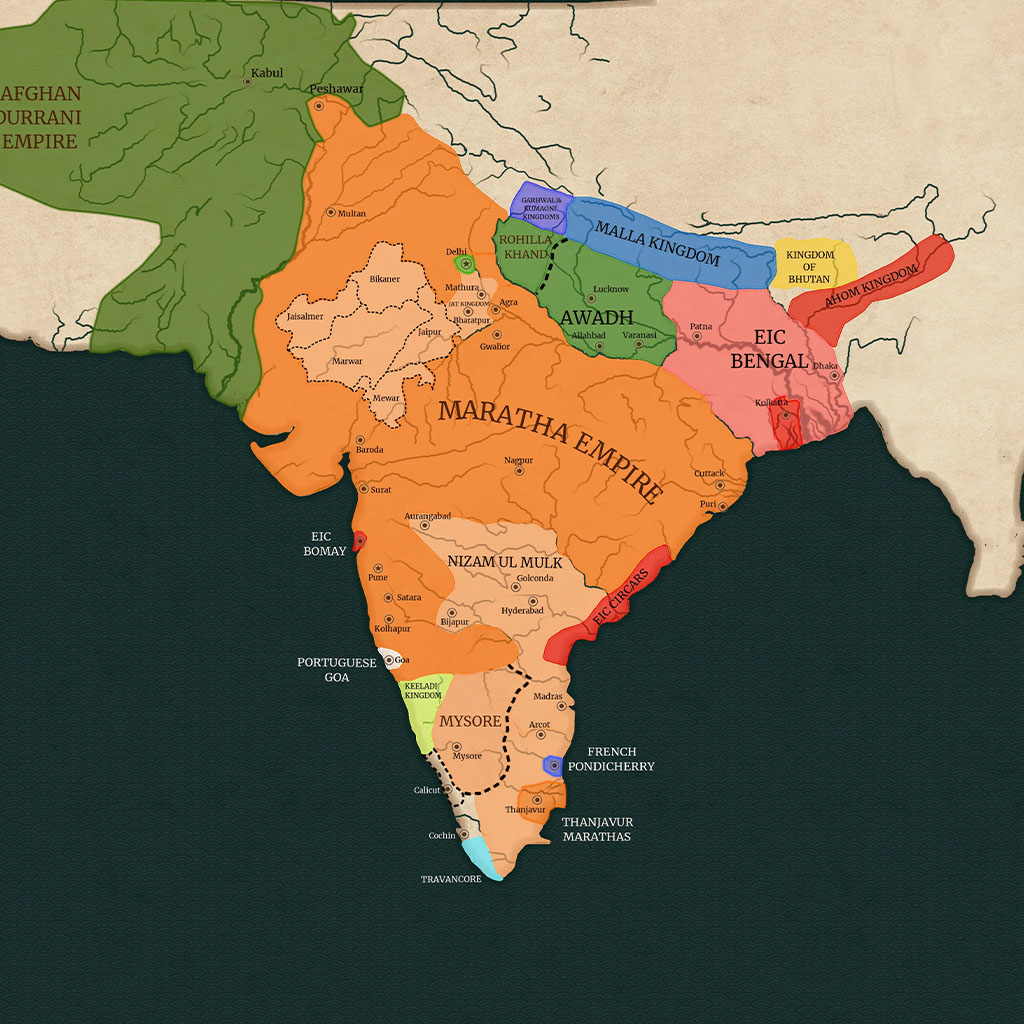 AFGHAN
DURRANI
EMPIRE
Kabul
Peshawar
Multan
GARHWAL &
KUMAONI
KINGDOMS
MALLA KINGDOM
KINGDOM
OF
BHUTAN
AHOM KINGDOM
ROHILLA
KHAND
Delhi
Bikaner
Mathura
Lucknow
JAT KINGDOM
Agra
Jaisalmer
Bharatpur
AWADH
Jaipur
Patna
EIC
BENGAL
Allahbad
Varanasi
Gwalior
Marwar
Dhaka
Mewar
Kolkatta
MARATHA EMPIRE
Baroda
Nagpur
Cuttack
Surat
Puri
Aurangabad
EIC
BOMAY
NIZAM UL MULK
Pune
Golconda
EIC CIRCARS
Satara
Hyderabad
Bijapur
Kolhapur
PORTUGUESE
GOA
Goa
KEELADI
KINGDOM
Madras
MYSORE
Arcot
Mysore
FRENCH
PONDICHERRY
Calicut
Thanjavur
THANJAVUR
MARATHAS
Cochin
TRAVANCORE